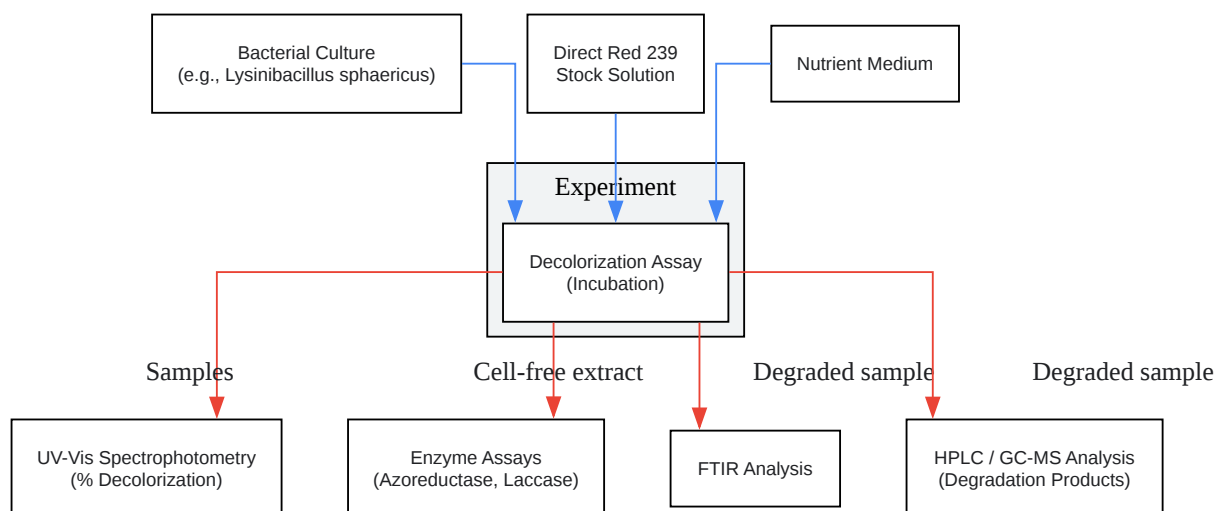 Bacterial Culture
(e.g., Lysinibacillus sphaericus)
Direct Red 239
Stock Solution
Nutrient Medium
Experiment
Decolorization Assay
(Incubation)
Samples
Cell-free extract
Degraded sample
Degraded sample
UV-Vis Spectrophotometry
(% Decolorization)
Enzyme Assays
(Azoreductase, Laccase)
FTIR Analysis
HPLC / GC-MS Analysis
(Degradation Products)